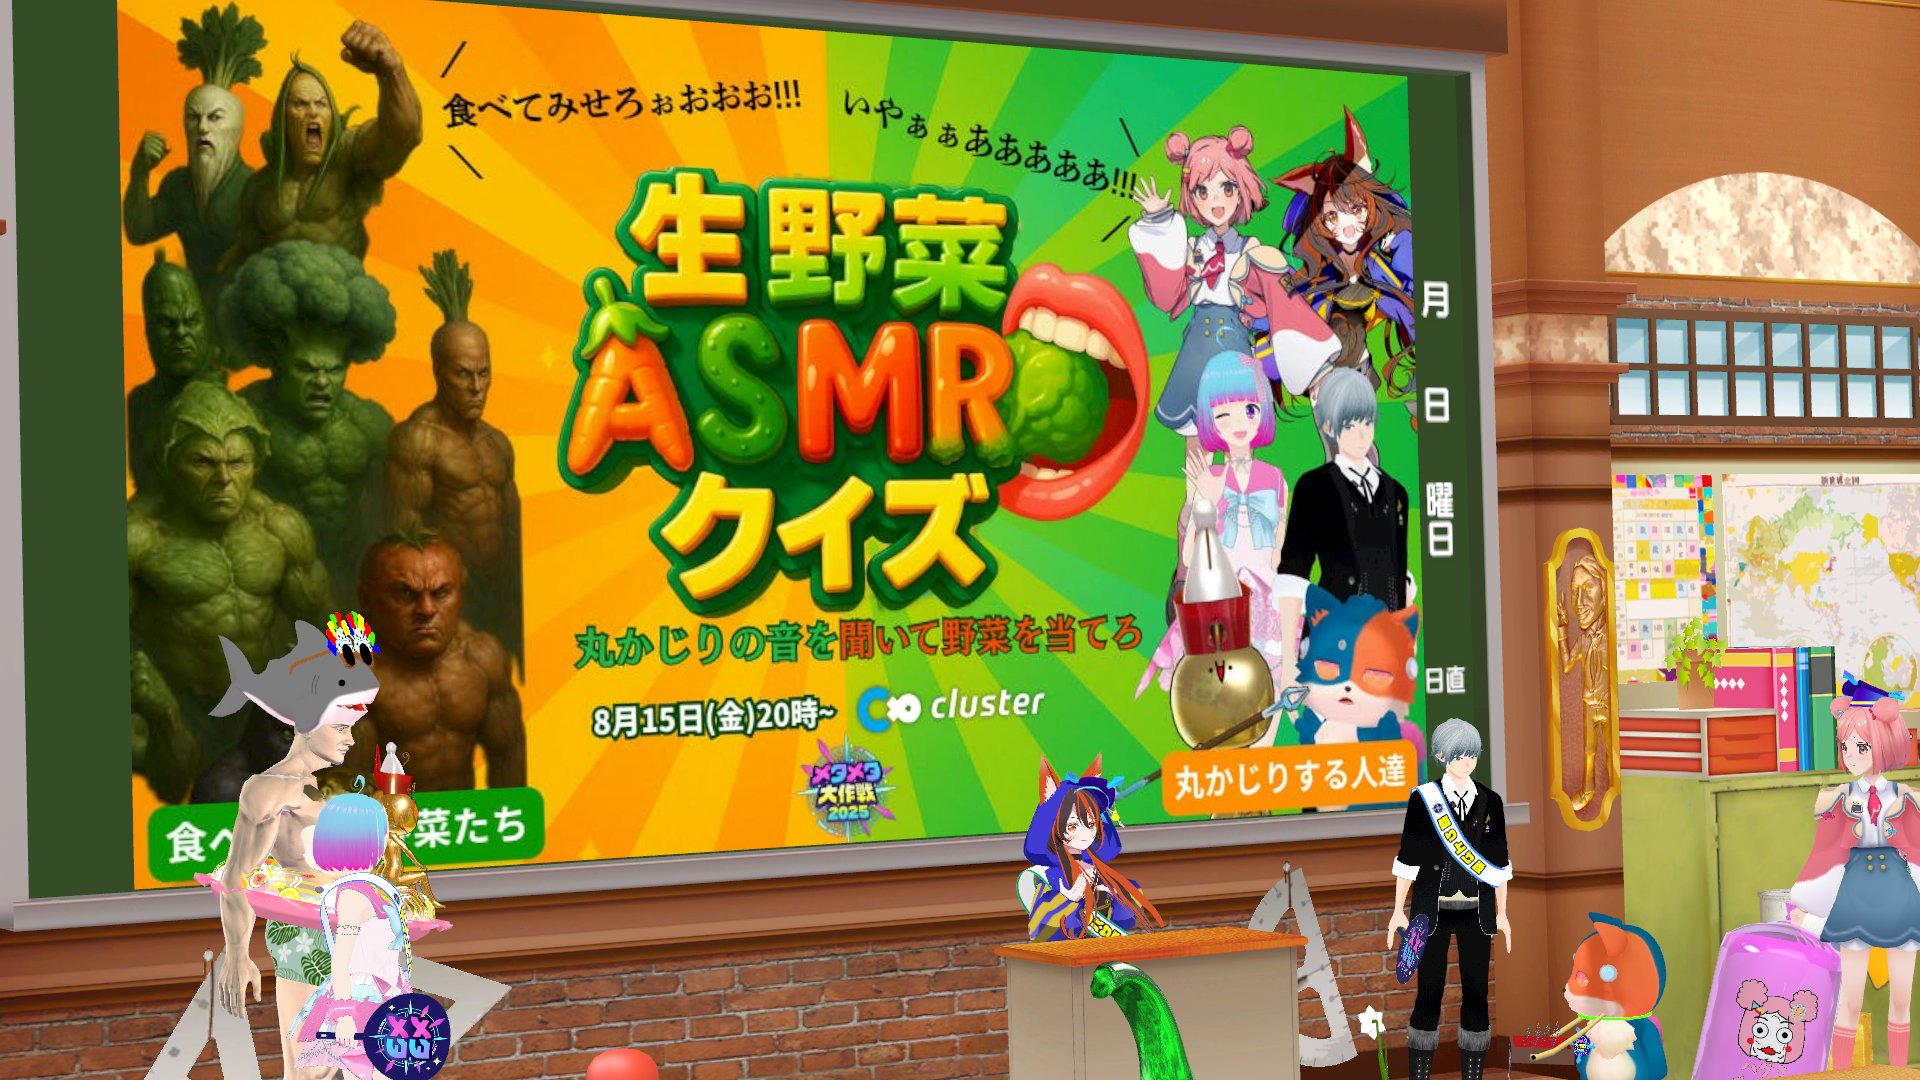 食べてみせろぉおおお!!!
いやぁぁあああああ!!!
生野菜
ASMR
クイズ
丸かじりの音を聞いて野菜を当てろ
8月15日(金)20時~
cluster
メタメタ
大作戦
2025
食べ
菜たち
丸かじりする人達
月
日
曜
日
日直